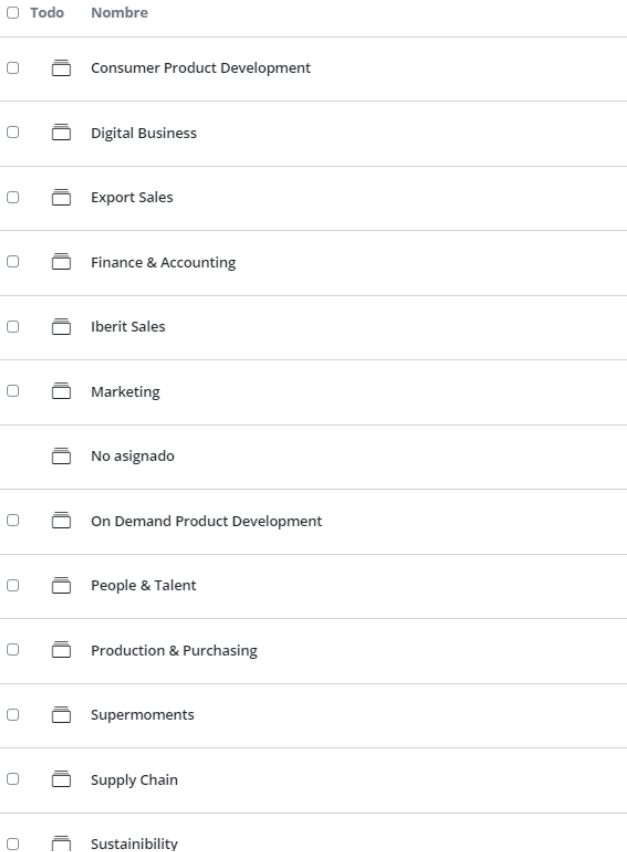 Todo Nombre
Consumer Product Development
Digital Business
Export Sales
Finance & Accounting
Iberit Sales
Marketing
No asignado
On Demand Product Development
People & Talent
Production & Purchasing
Supermoments
Supply Chain
Sustainibility